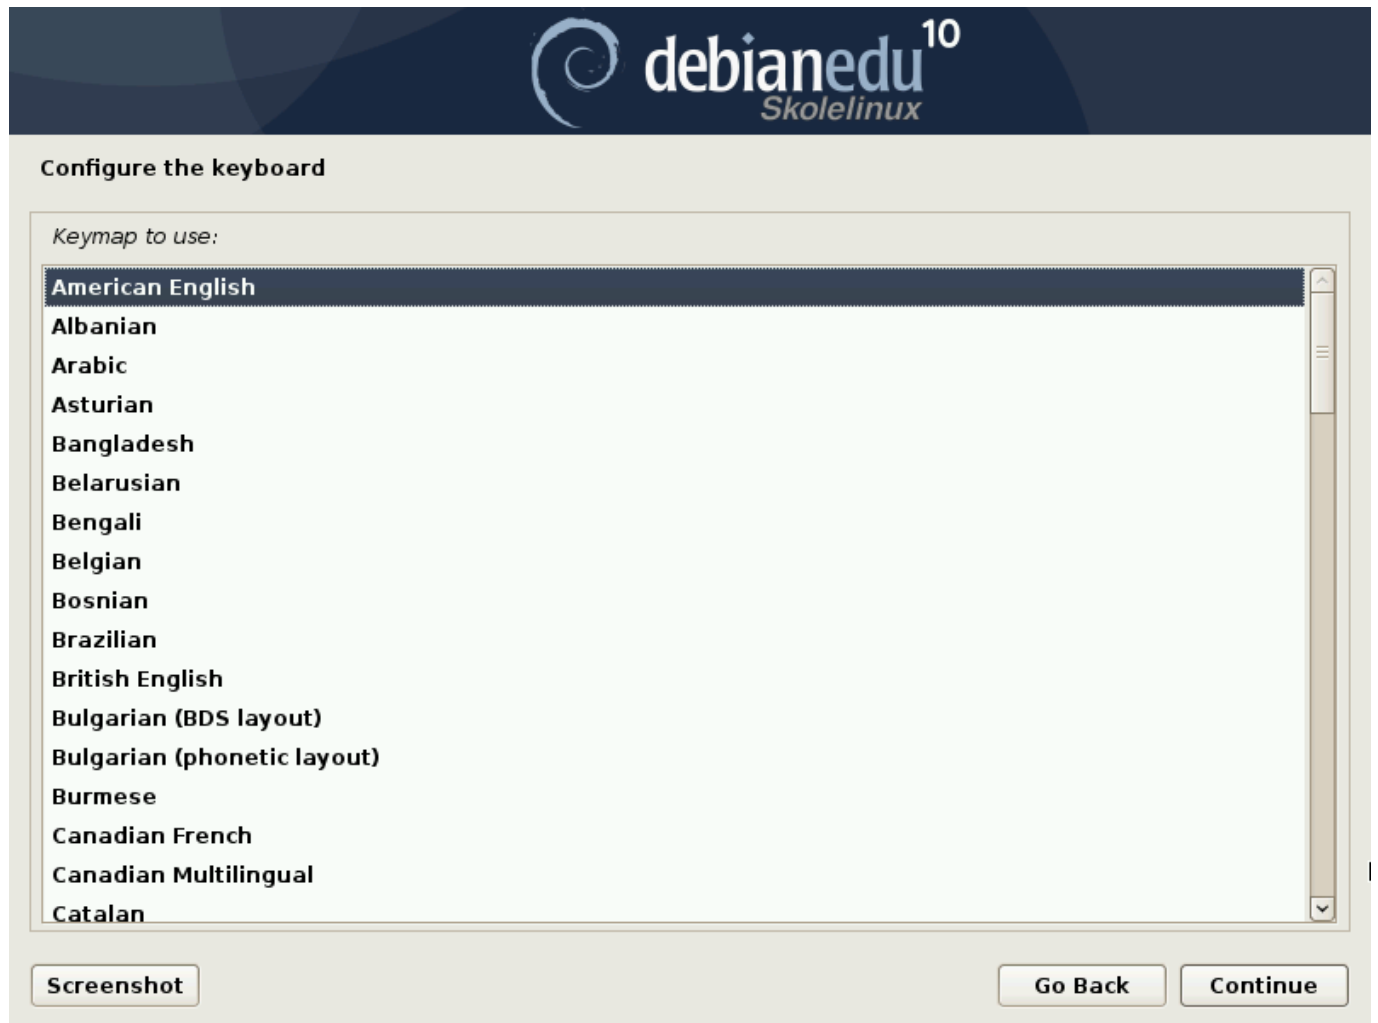 debianedu 10
Skolelinux
Configure the keyboard
Keymap to use:
American English
Albanian
Arabic
Asturian
Bangladesh
Belarusian
Bengali
Belgian
Bosnian
Brazilian
British English
Bulgarian (BDS layout)
Bulgarian (phonetic layout)
Burmese
Canadian French
Canadian Multilingual
Catalan
Screenshot
Go Back
Continue